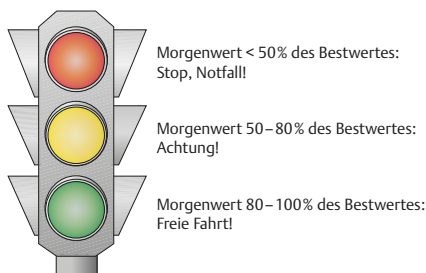 Morgenwert < 50% des Bestwertes:
Stop, Notfall!
Morgenwert 50–80% des Bestwertes:
Achtung!
Morgenwert 80–100% des Bestwertes:
Freie Fahrt!